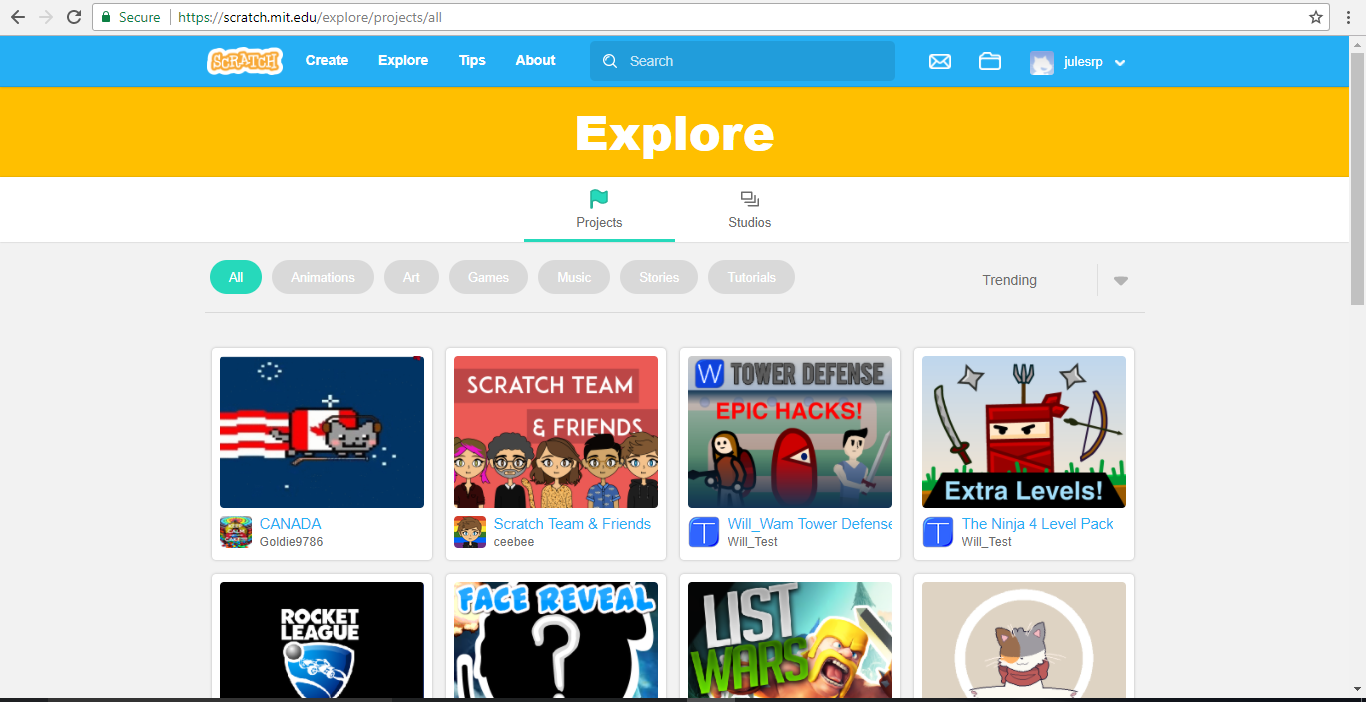 Secure https://scratch.mit.edu/explore/projects/all
SCRATCH Create Explore Tips About Search julesrp
Explore
Projects Studios
All Animations Art Games Music Stories Tutorials Trending
SCRATCH TEAM
& FRIENDS
W TOWER DEFENSE
EPIC HACKS!
Extra Levels!
CANADA
Goldie9786
Scratch Team & Friends
ceebee
T
Will_Wam Tower Defense
Will_Test
T
The Ninja 4 Level Pack
Will_Test
ROCKET
LEAGUE
FACE REVEAL
?
LIST
WARS